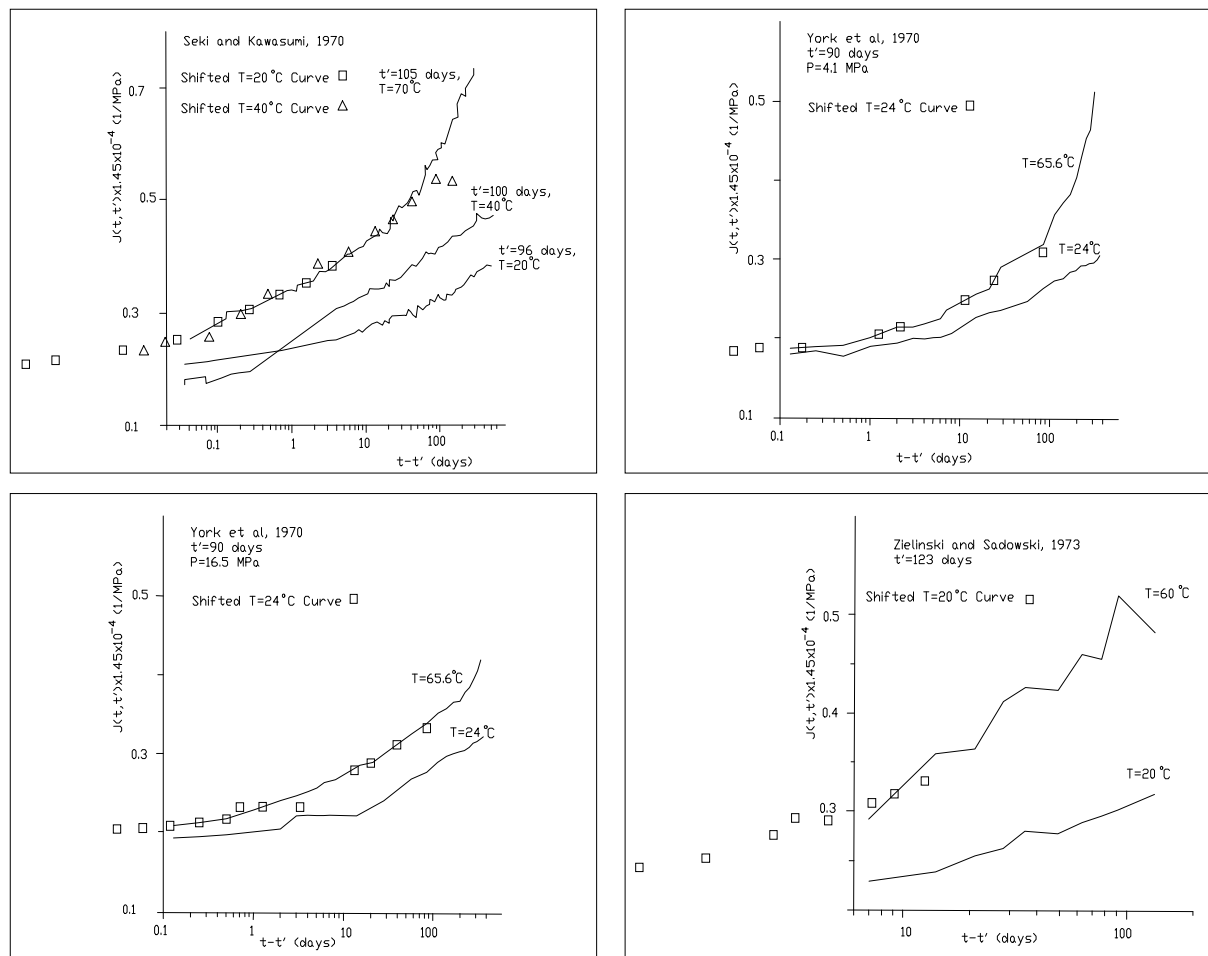 Seki and Kawasumi, 1970
Shifted T=20°C Curve
Shifted T=40°C Curve
t'=105 days,
T=70°C
t'=100 days,
T=40°C
t'=96 days,
T=20°C
J(t,t')x1.45x10⁻⁴ (1/MPa)
0.7
0.5
0.3
0.1
0.1
1
10
100
t-t' (days)
York et al, 1970
t'=90 days
P=4.1 MPa
Shifted T=24°C Curve
T=65.6°C
T=24°C
J(t,t')x1.45x10⁻⁴ (1/MPa)
0.5
0.3
0.1
0.1
1
10
100
t-t' (days)
York et al, 1970
t'=90 days
P=16.5 MPa
Shifted T=24°C Curve
T=65.6°C
T=24°C
J(t,t')x1.45x10⁻⁴ (1/MPa)
0.5
0.3
0.1
0.1
1
10
100
t-t' (days)
Zielinski and Sadowski, 1973
t'=123 days
Shifted T=20°C Curve
T=60°C
T=20°C
J(t,t')x1.45x10⁻⁴ (1/MPa)
0.5
0.4
0.3
10
100
t-t' (days)